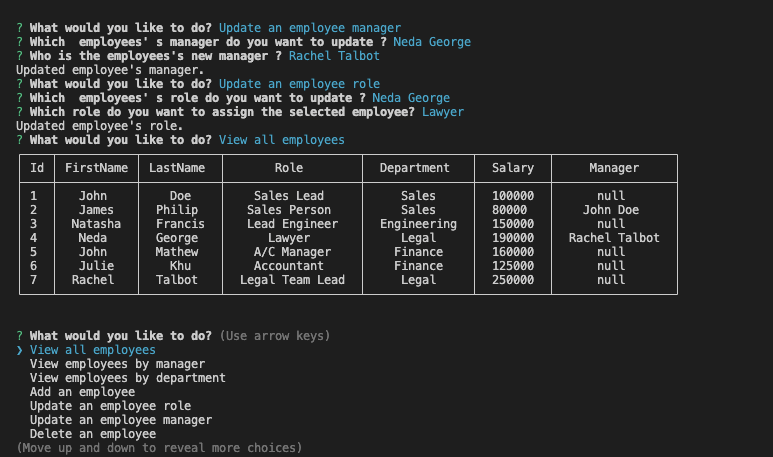 ? What would you like to do? Update an employee manager
? Which  employees' s manager do you want to update ? Neda George
? Who is the employees's new manager ? Rachel Talbot
Updated employee's manager.
? What would you like to do? Update an employee role
? Which  employees' s role do you want to update ? Neda George
? Which role do you want to assign the selected employee? Lawyer
Updated employee's role.
? What would you like to do? View all employees
Id FirstName LastName Role Department Salary Manager
1 John Doe Sales Lead Sales 100000 null
2 James Philip Sales Person Sales 80000 John Doe
3 Natasha Francis Lead Engineer Engineering 150000 null
4 Neda George Lawyer Legal 190000 Rachel Talbot
5 John Mathew A/C Manager Finance 160000 null
6 Julie Khu Accountant Finance 125000 null
7 Rachel Talbot Legal Team Lead Legal 250000 null
? What would you like to do? (Use arrow keys)
❯ View all employees
View employees by manager
View employees by department
Add an employee
Update an employee role
Update an employee manager
Delete an employee
(Move up and down to reveal more choices)